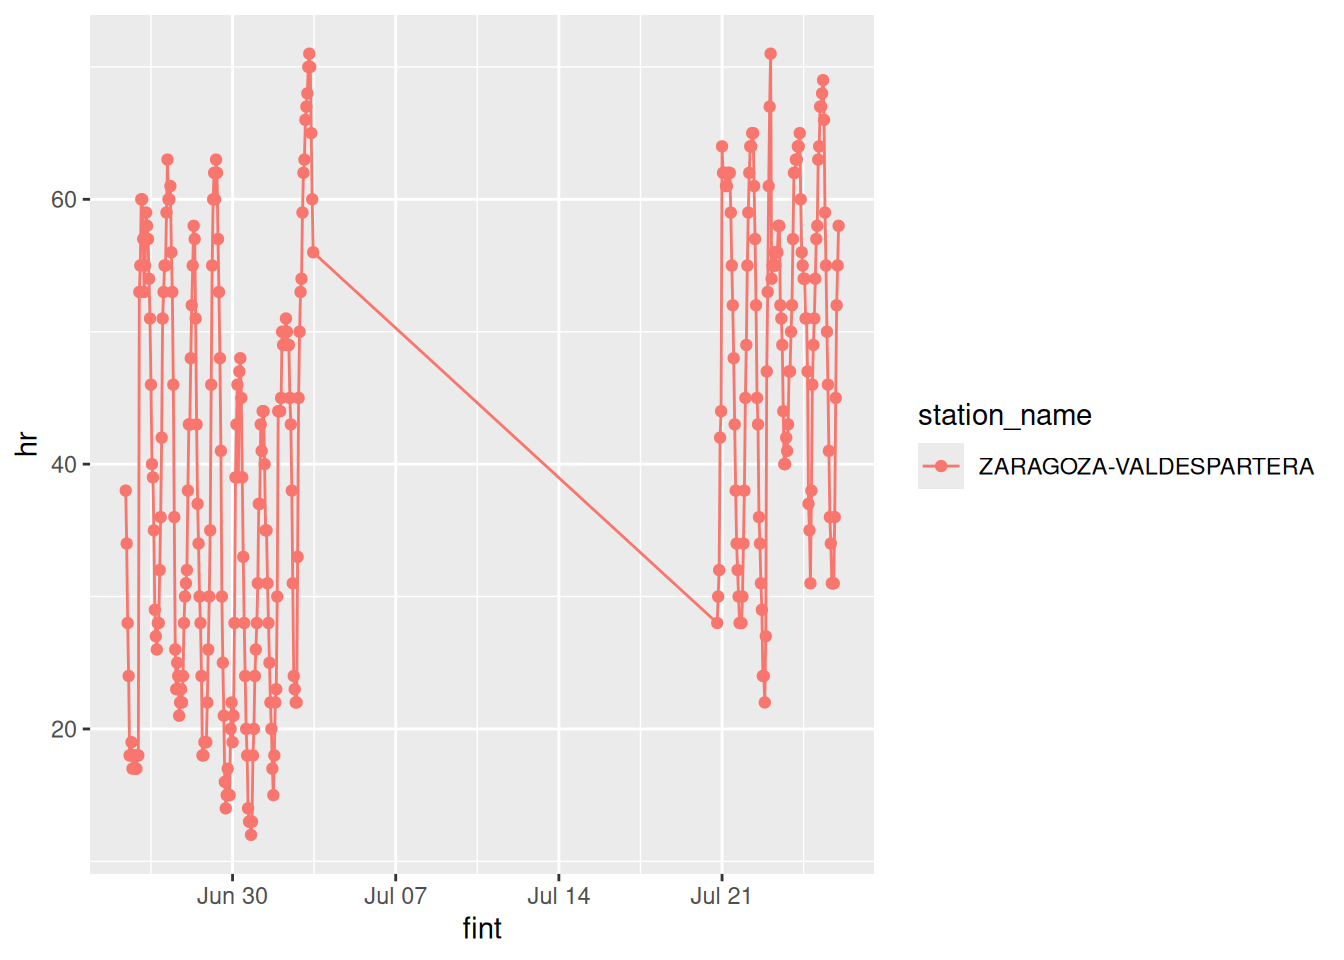 60
40
20
hr
Jun 30
Jul 07
Jul 14
Jul 21
fint
station_name
ZARAGOZA-VALDESPARTERA